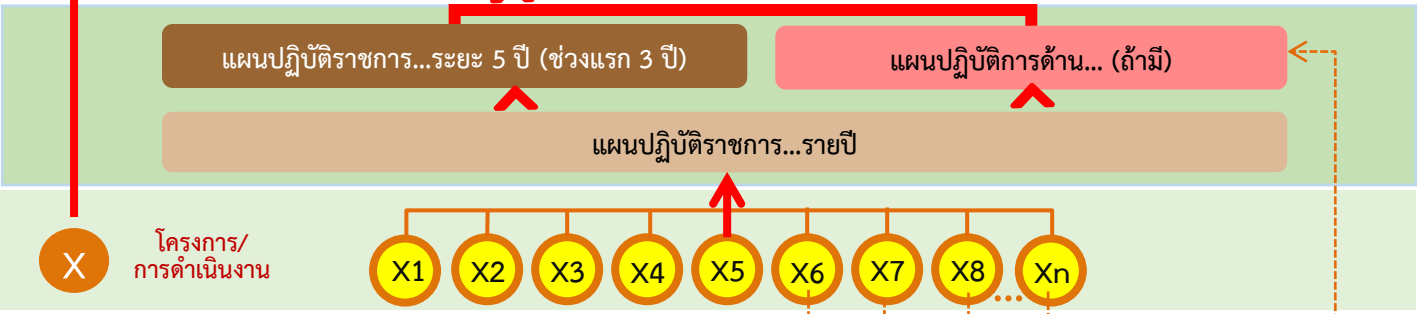 แผนปฏิบัติราชการ...ระยะ 5 ปี (ช่วงแรก 3 ปี)
แผนปฏิบัติการด้าน... (ถ้ามี)
แผนปฏิบัติราชการ...รายปี
X
โครงการ/
การดำเนินงาน
X1 X2 X3 X4 X5 X6 X7 X8 ... Xn